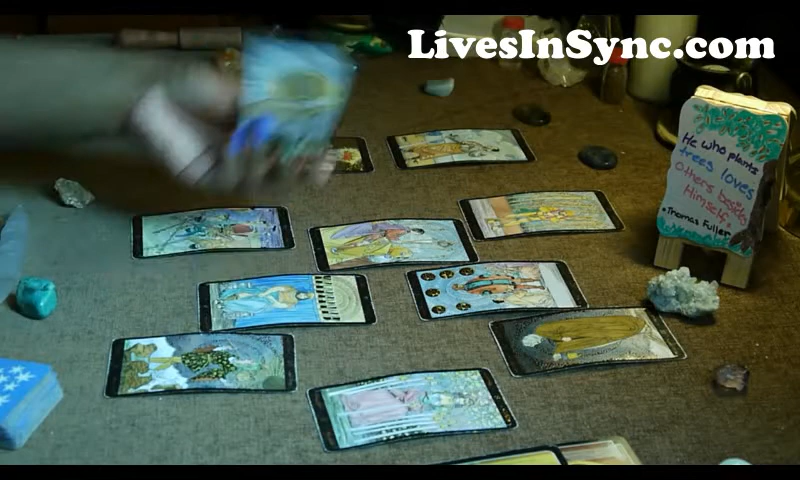 LivesInSync.com
He who plants
trees loves
others besides
Himself
•Thomas Fuller